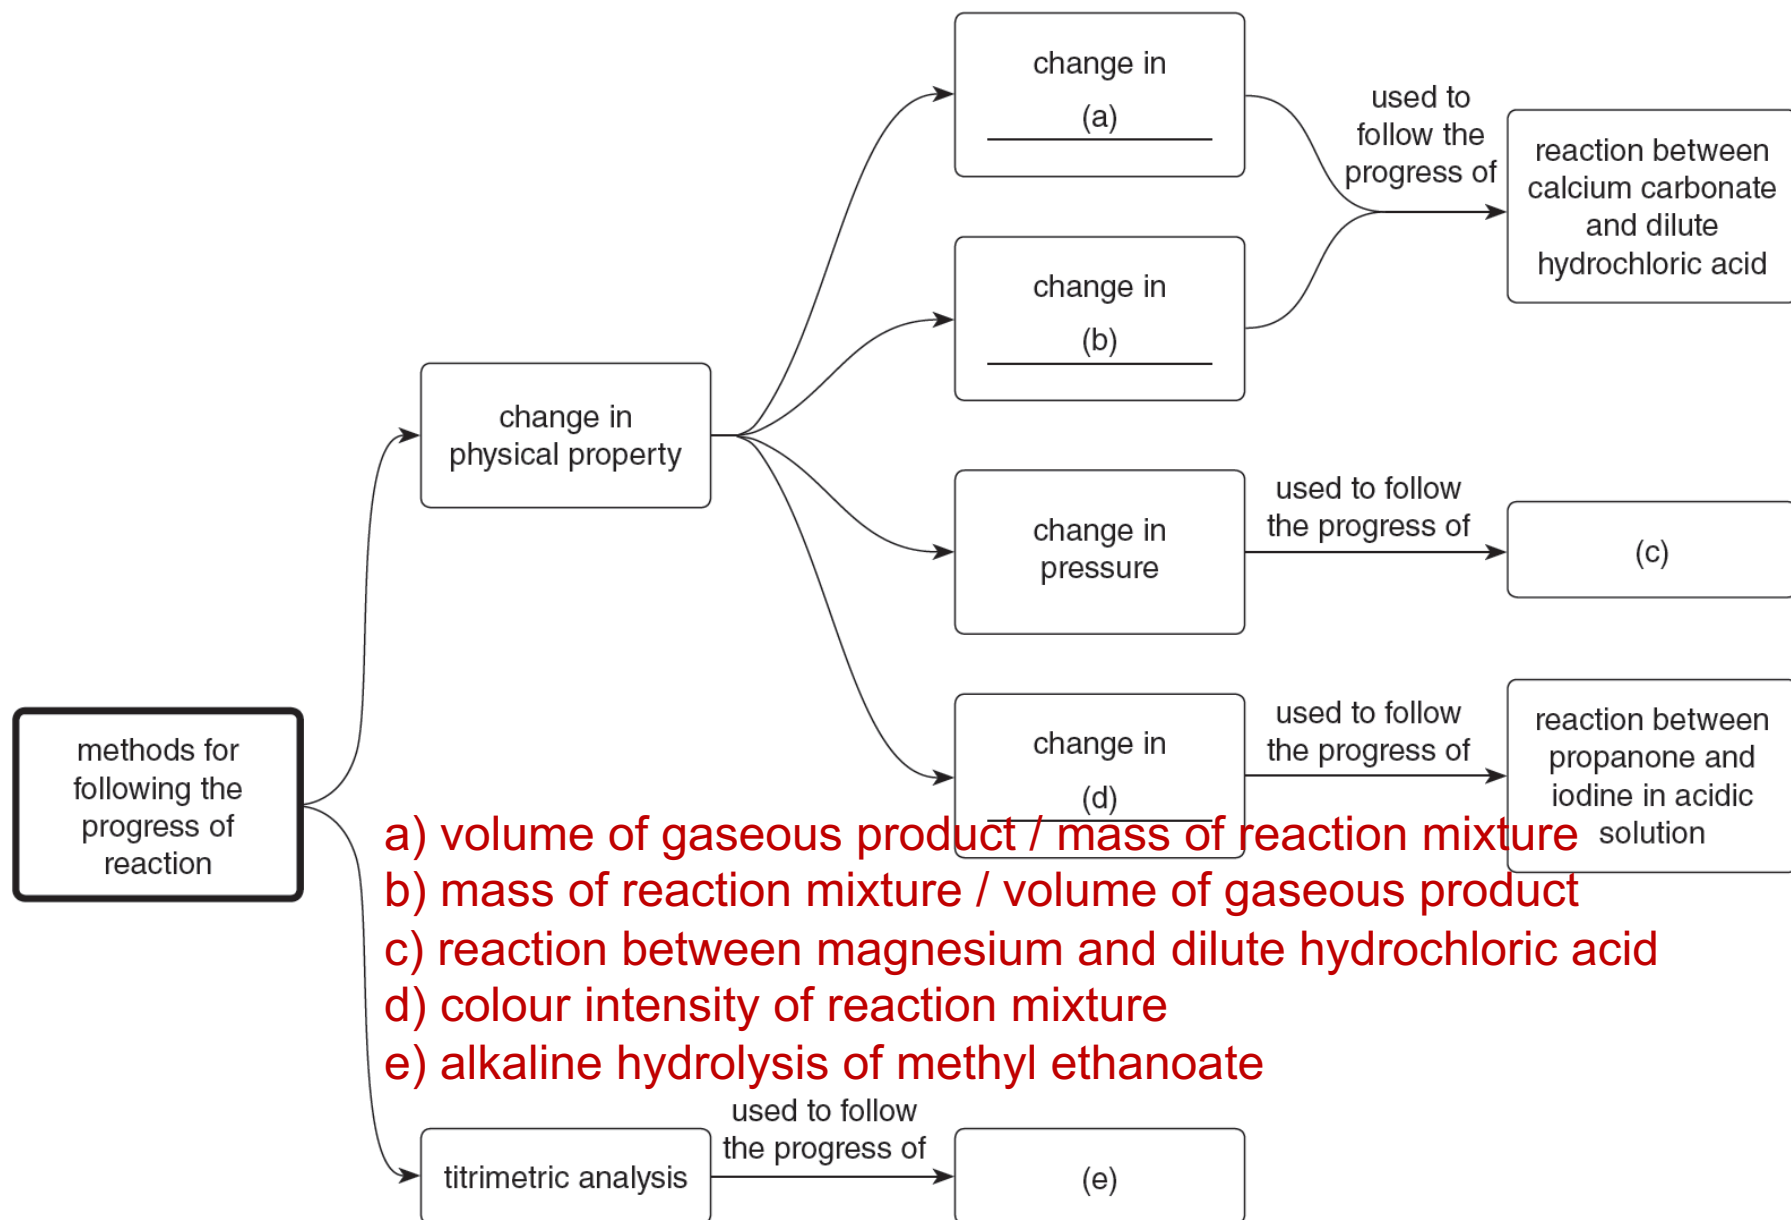 change in
(a)
used to
follow the
progress of
reaction between
calcium carbonate
and dilute
hydrochloric acid
change in
(b)
change in
physical property
change in
pressure
used to follow
the progress of
(c)
methods for
following the
progress of
reaction
change in
(d)
used to follow
the progress of
reaction between
propanone and
iodine in acidic
solution
a) volume of gaseous product / mass of reaction mixture
b) mass of reaction mixture / volume of gaseous product
c) reaction between magnesium and dilute hydrochloric acid
d) colour intensity of reaction mixture
e) alkaline hydrolysis of methyl ethanoate
titrimetric analysis
used to follow
the progress of
(e)